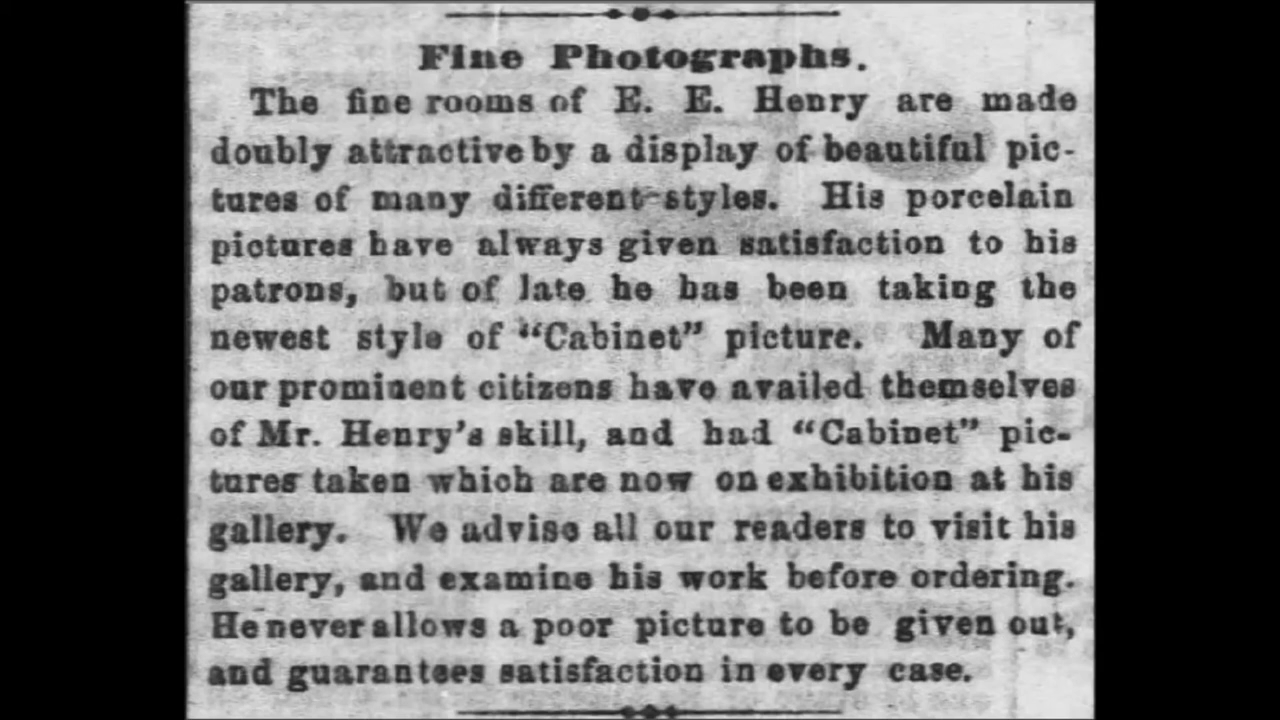 Fine Photographs.
The fine rooms of E. E. Henry are made
doubly attractive by a display of beautiful pic-
tures of many different styles. His porcelain
pictures have always given satisfaction to his
patrons, but of late he has been taking the
newest style of “Cabinet” picture. Many of
our prominent citizens have availed themselves
of Mr. Henry’s skill, and had “Cabinet” pic-
tures taken which are now on exhibition at his
gallery. We advise all our readers to visit his
gallery, and examine his work before ordering.
He never allows a poor picture to be given out,
and guarantees satisfaction in every case.